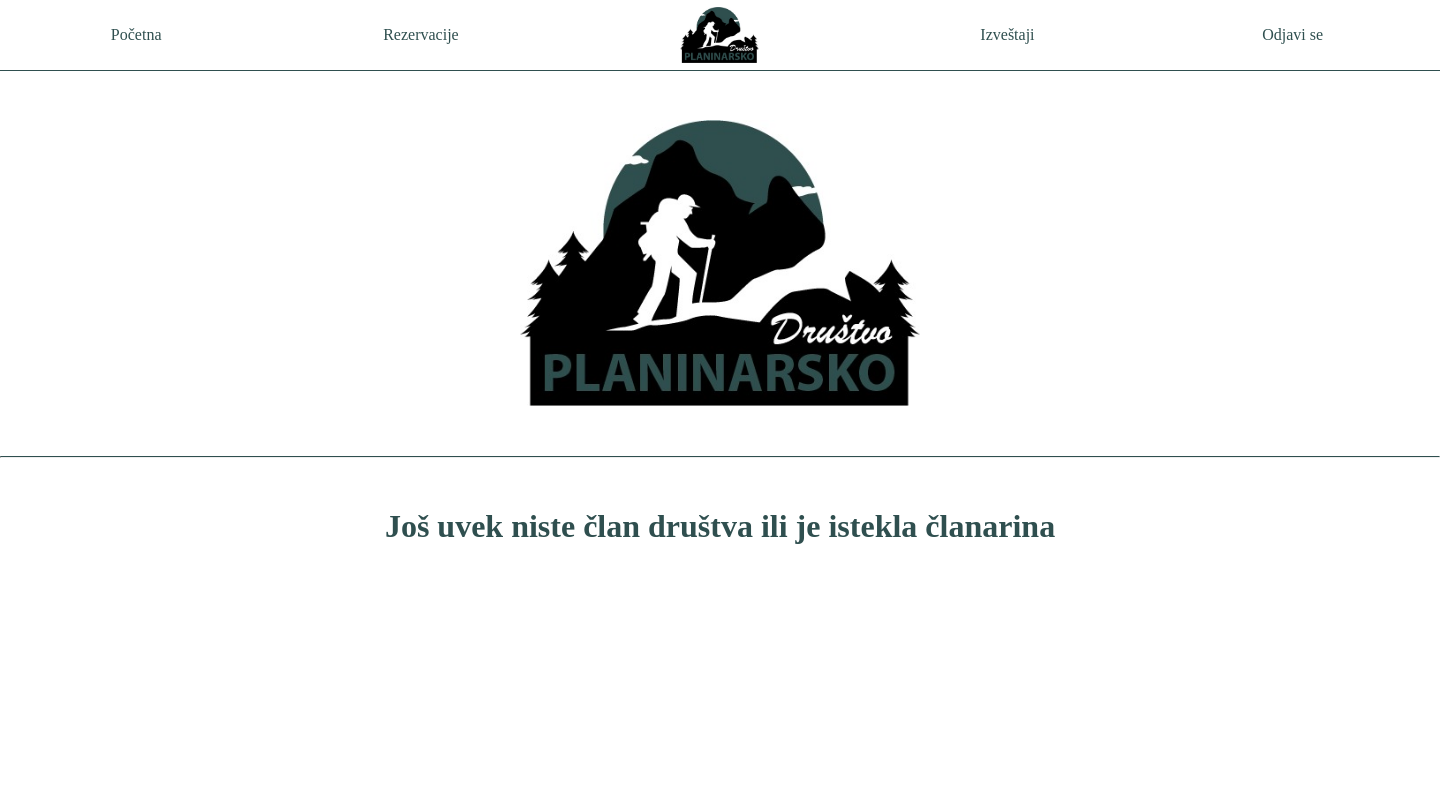 Početna
Rezervacije
Društvo
PLANINARSKO
Izveštaji
Odjavi se
Društvo
PLANINARSKO
Još uvek niste član društva ili je istekla članarina